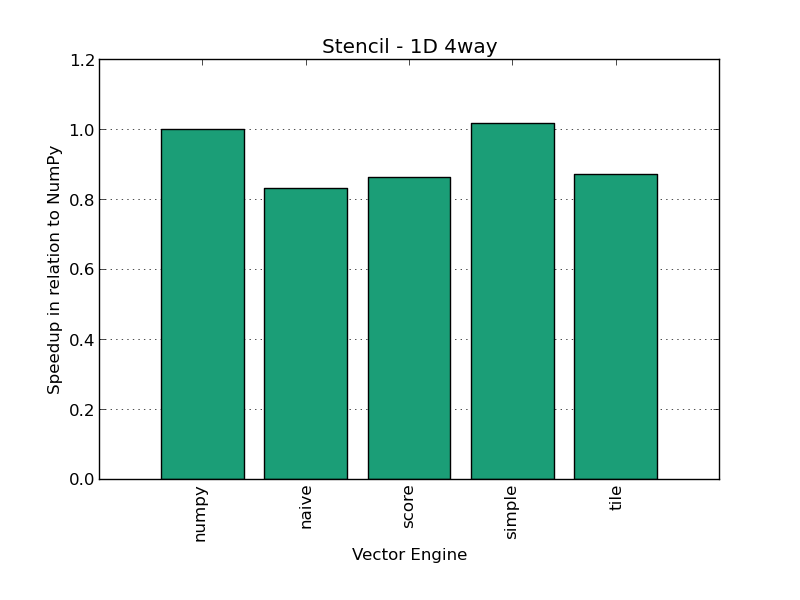 Stencil - 1D 4way
1.2
1.0
0.8
0.6
0.4
0.2
0.0
Speedup in relation to NumPy
numpy
naive
score
simple
tile
Vector Engine